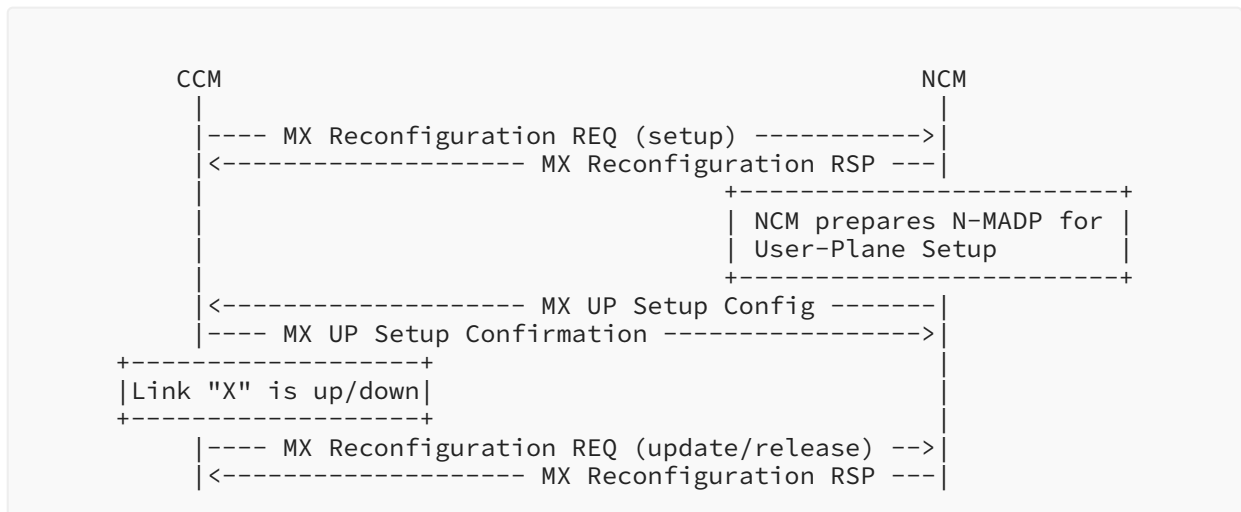 CCM                                                 NCM
 |                                                   |
 |---- MX Reconfiguration REQ (setup) ----------->|
 |<-------------------- MX Reconfiguration RSP ---|
 |                                   +-------------------------+
 |                                   | NCM prepares N-MADP for |
 |                                   | User-Plane Setup        |
 |                                   +-------------------------+
 |<-------------------- MX UP Setup Config -------|
 |---- MX UP Setup Confirmation ----------------->|
+--------------------+                               |
|Link "X" is up/down|                                |
+--------------------+                               |
 |---- MX Reconfiguration REQ (update/release) -->|
 |<-------------------- MX Reconfiguration RSP ---|